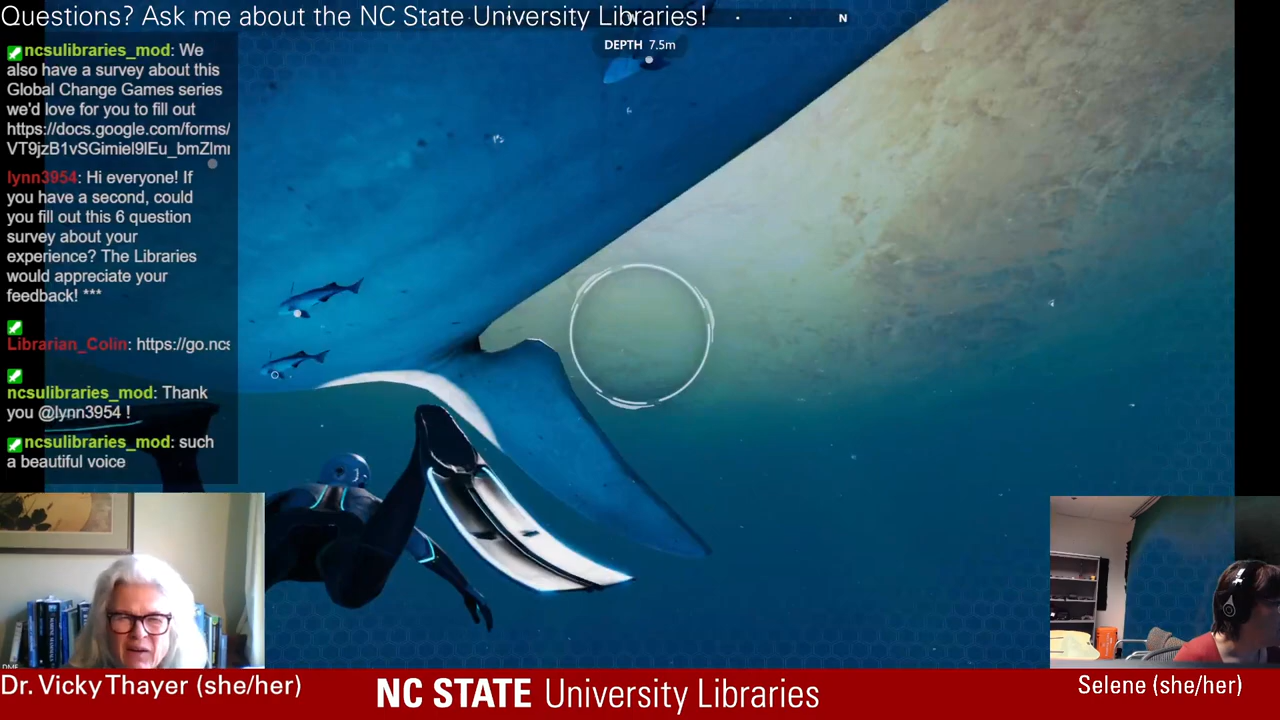 Questions? Ask me about the NC State University Libraries!
N
DEPTH 7.5m
ncsulibraries_mod: We
also have a survey about this
Global Change Games series
we'd love for you to fill out
https://docs.google.com/forms/
lynn3954: Hi everyone! If
you have a second, could
you fill out this 6 question
survey about your
experience? The Libraries
would appreciate your
feedback! ***
Librarian_Colin: https://go.ncs
ncsulibraries_mod: Thank
you @lynn3954 !
ncsulibraries_mod: such
a beautiful voice
Dr. Vicky Thayer (she/her)
NC STATE University Libraries
Selene (she/her)